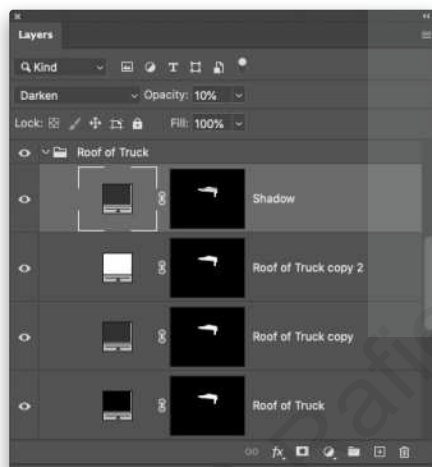 Layers
Kind
Darken Opacity: 10%
Lock: Fill: 100%
Roof of Truck
Shadow
Roof of Truck copy 2
Roof of Truck copy
Roof of Truck
fx